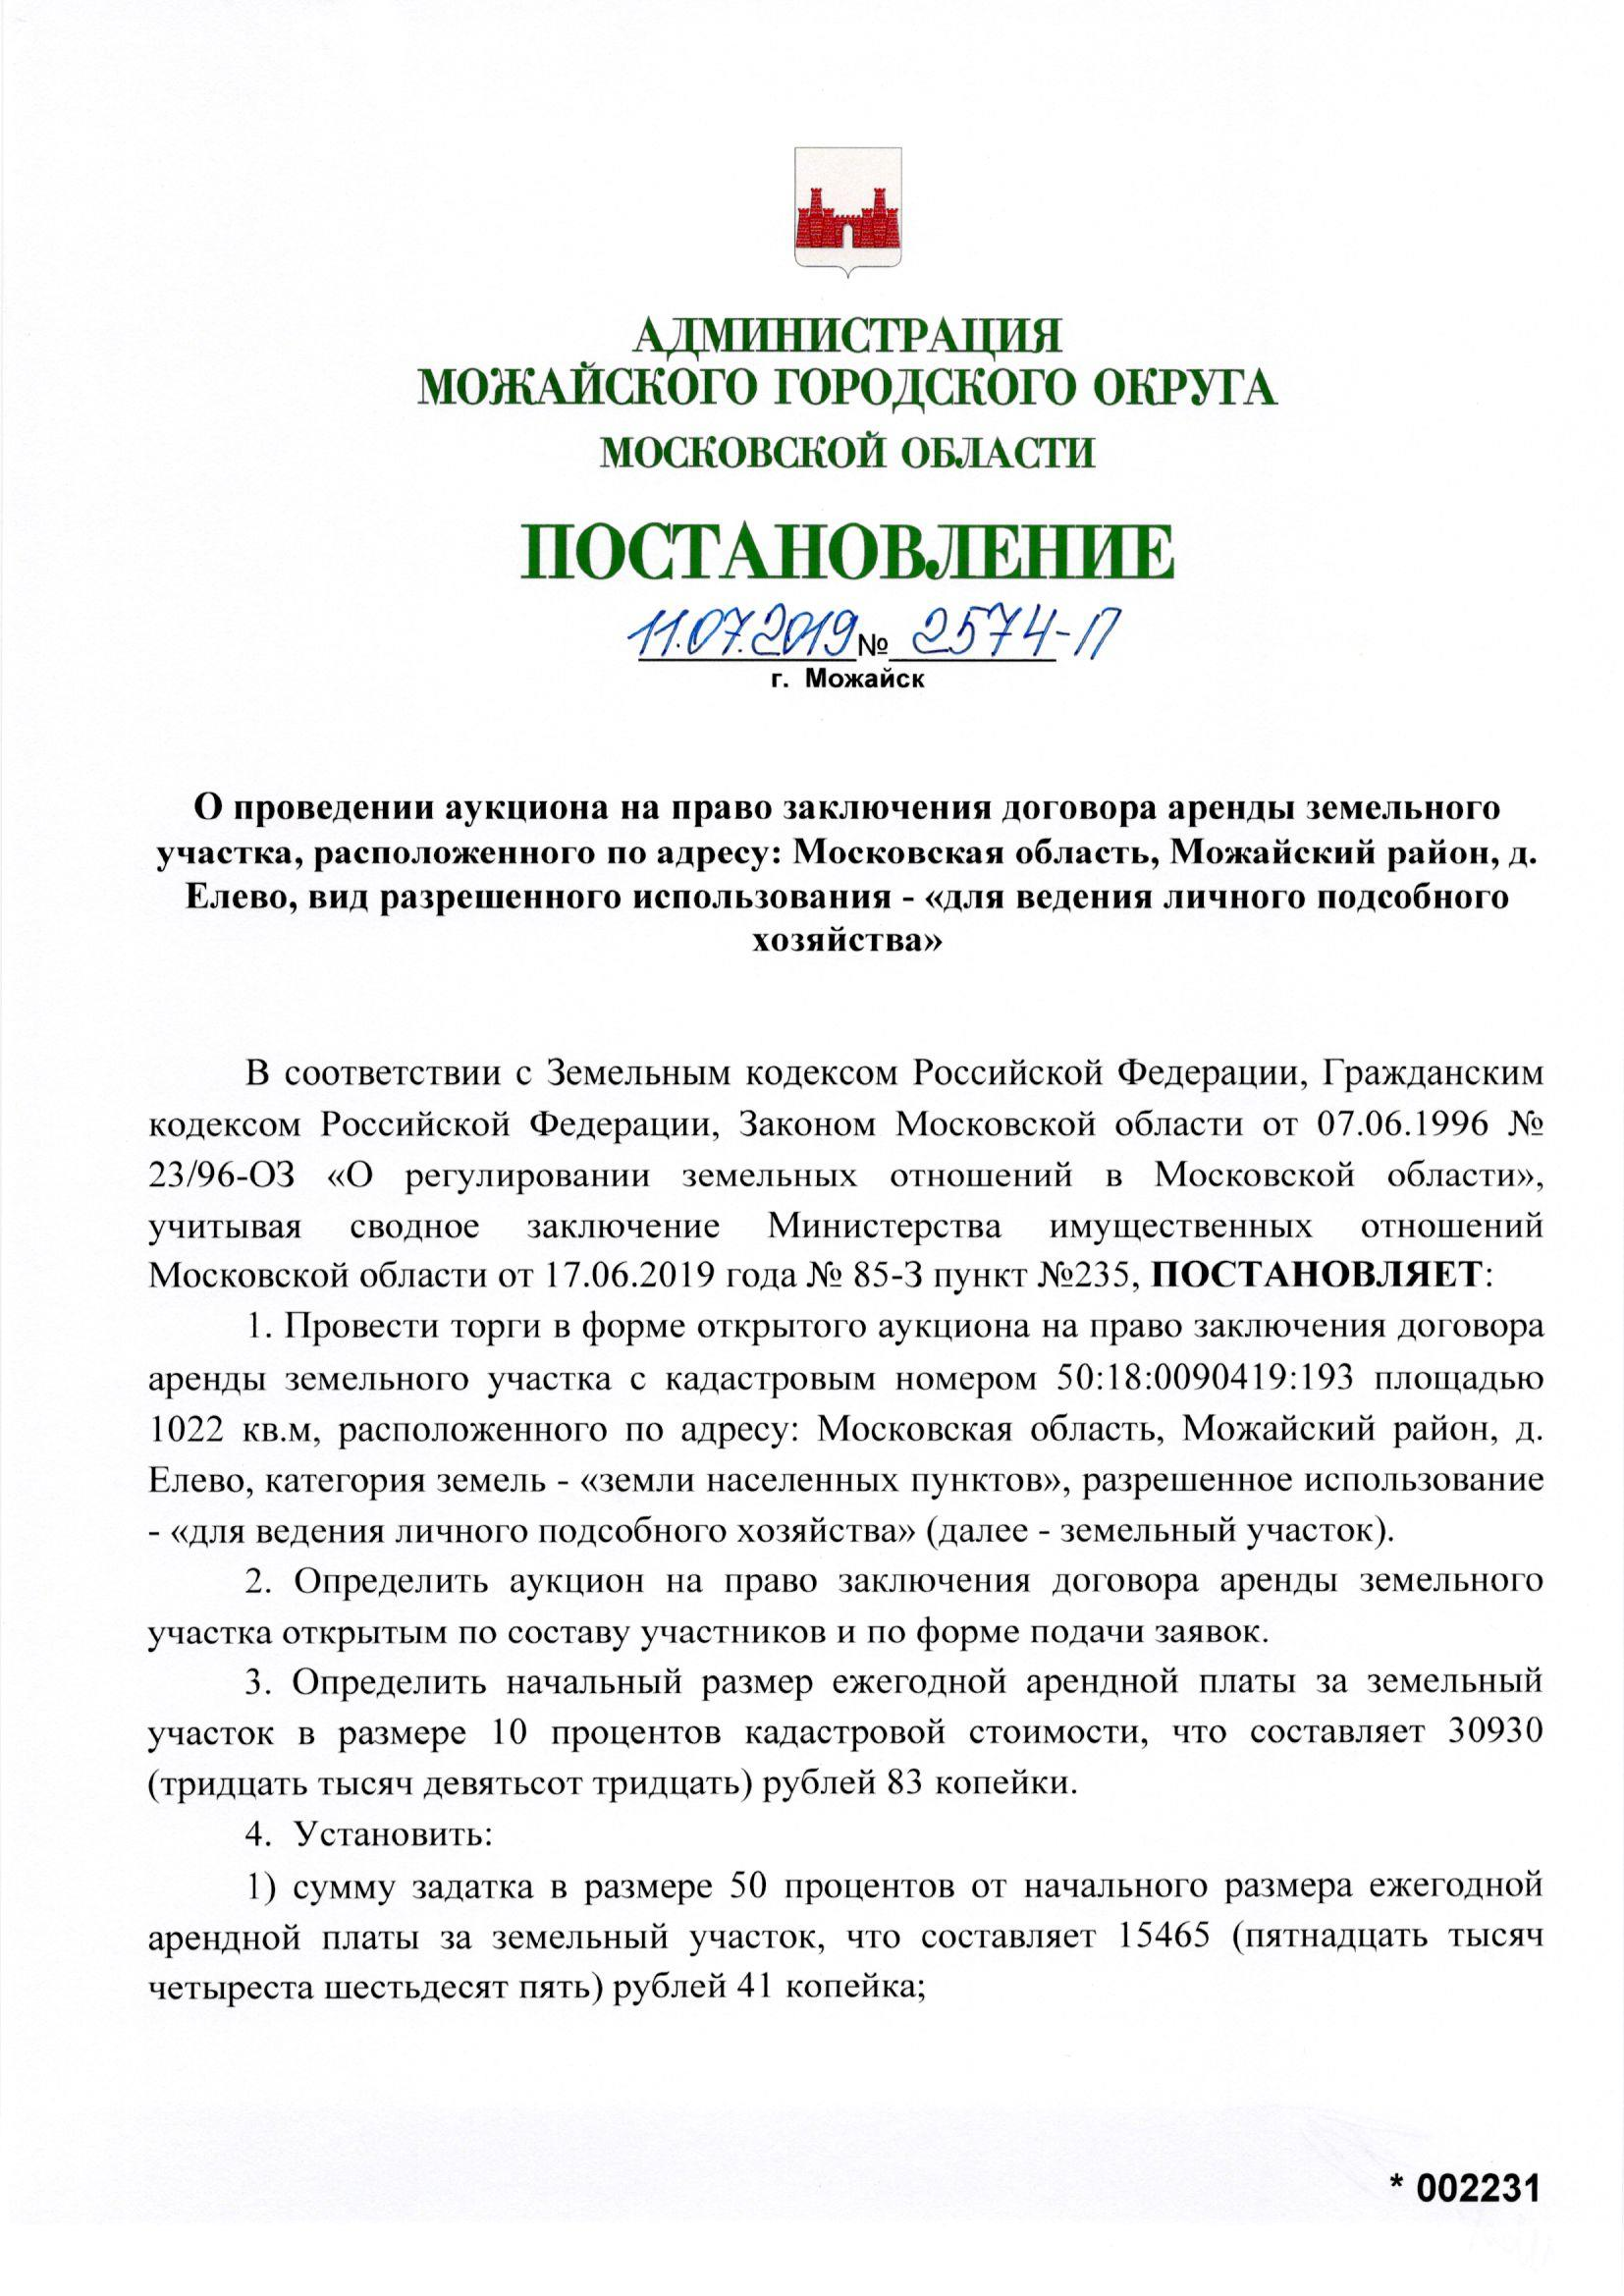 АДМИНИСТРАЦИЯ
МОЖАЙСКОГО ГОРОДСКОГО ОКРУГА
МОСКОВСКОЙ ОБЛАСТИ
ПОСТАНОВЛЕНИЕ
11.07.2019 № 2574-П
г. Можайск
О проведении аукциона на право заключения договора аренды земельного
участка, расположенного по адресу: Московская область, Можайский район, д.
Елево, вид разрешенного использования - «для ведения личного подсобного
хозяйства»
В соответствии с Земельным кодексом Российской Федерации, Гражданским
кодексом Российской Федерации, Законом Московской области от 07.06.1996 №
23/96-ОЗ «О регулировании земельных отношений в Московской области»,
учитывая сводное заключение Министерства имущественных отношений
Московской области от 17.06.2019 года № 85-З пункт №235, ПОСТАНОВЛЯЕТ:
1. Провести торги в форме открытого аукциона на право заключения договора
аренды земельного участка с кадастровым номером 50:18:0090419:193 площадью
1022 кв.м, расположенного по адресу: Московская область, Можайский район, д.
Елево, категория земель - «земли населенных пунктов», разрешенное использование
- «для ведения личного подсобного хозяйства» (далее - земельный участок).
2. Определить аукцион на право заключения договора аренды земельного
участка открытым по составу участников и по форме подачи заявок.
3. Определить начальный размер ежегодной арендной платы за земельный
участок в размере 10 процентов кадастровой стоимости, что составляет 30930
(тридцать тысяч девятьсот тридцать) рублей 83 копейки.
4. Установить:
1) сумму задатка в размере 50 процентов от начального размера ежегодной
арендной платы за земельный участок, что составляет 15465 (пятнадцать тысяч
четыреста шестьдесят пять) рублей 41 копейка;
* 002231